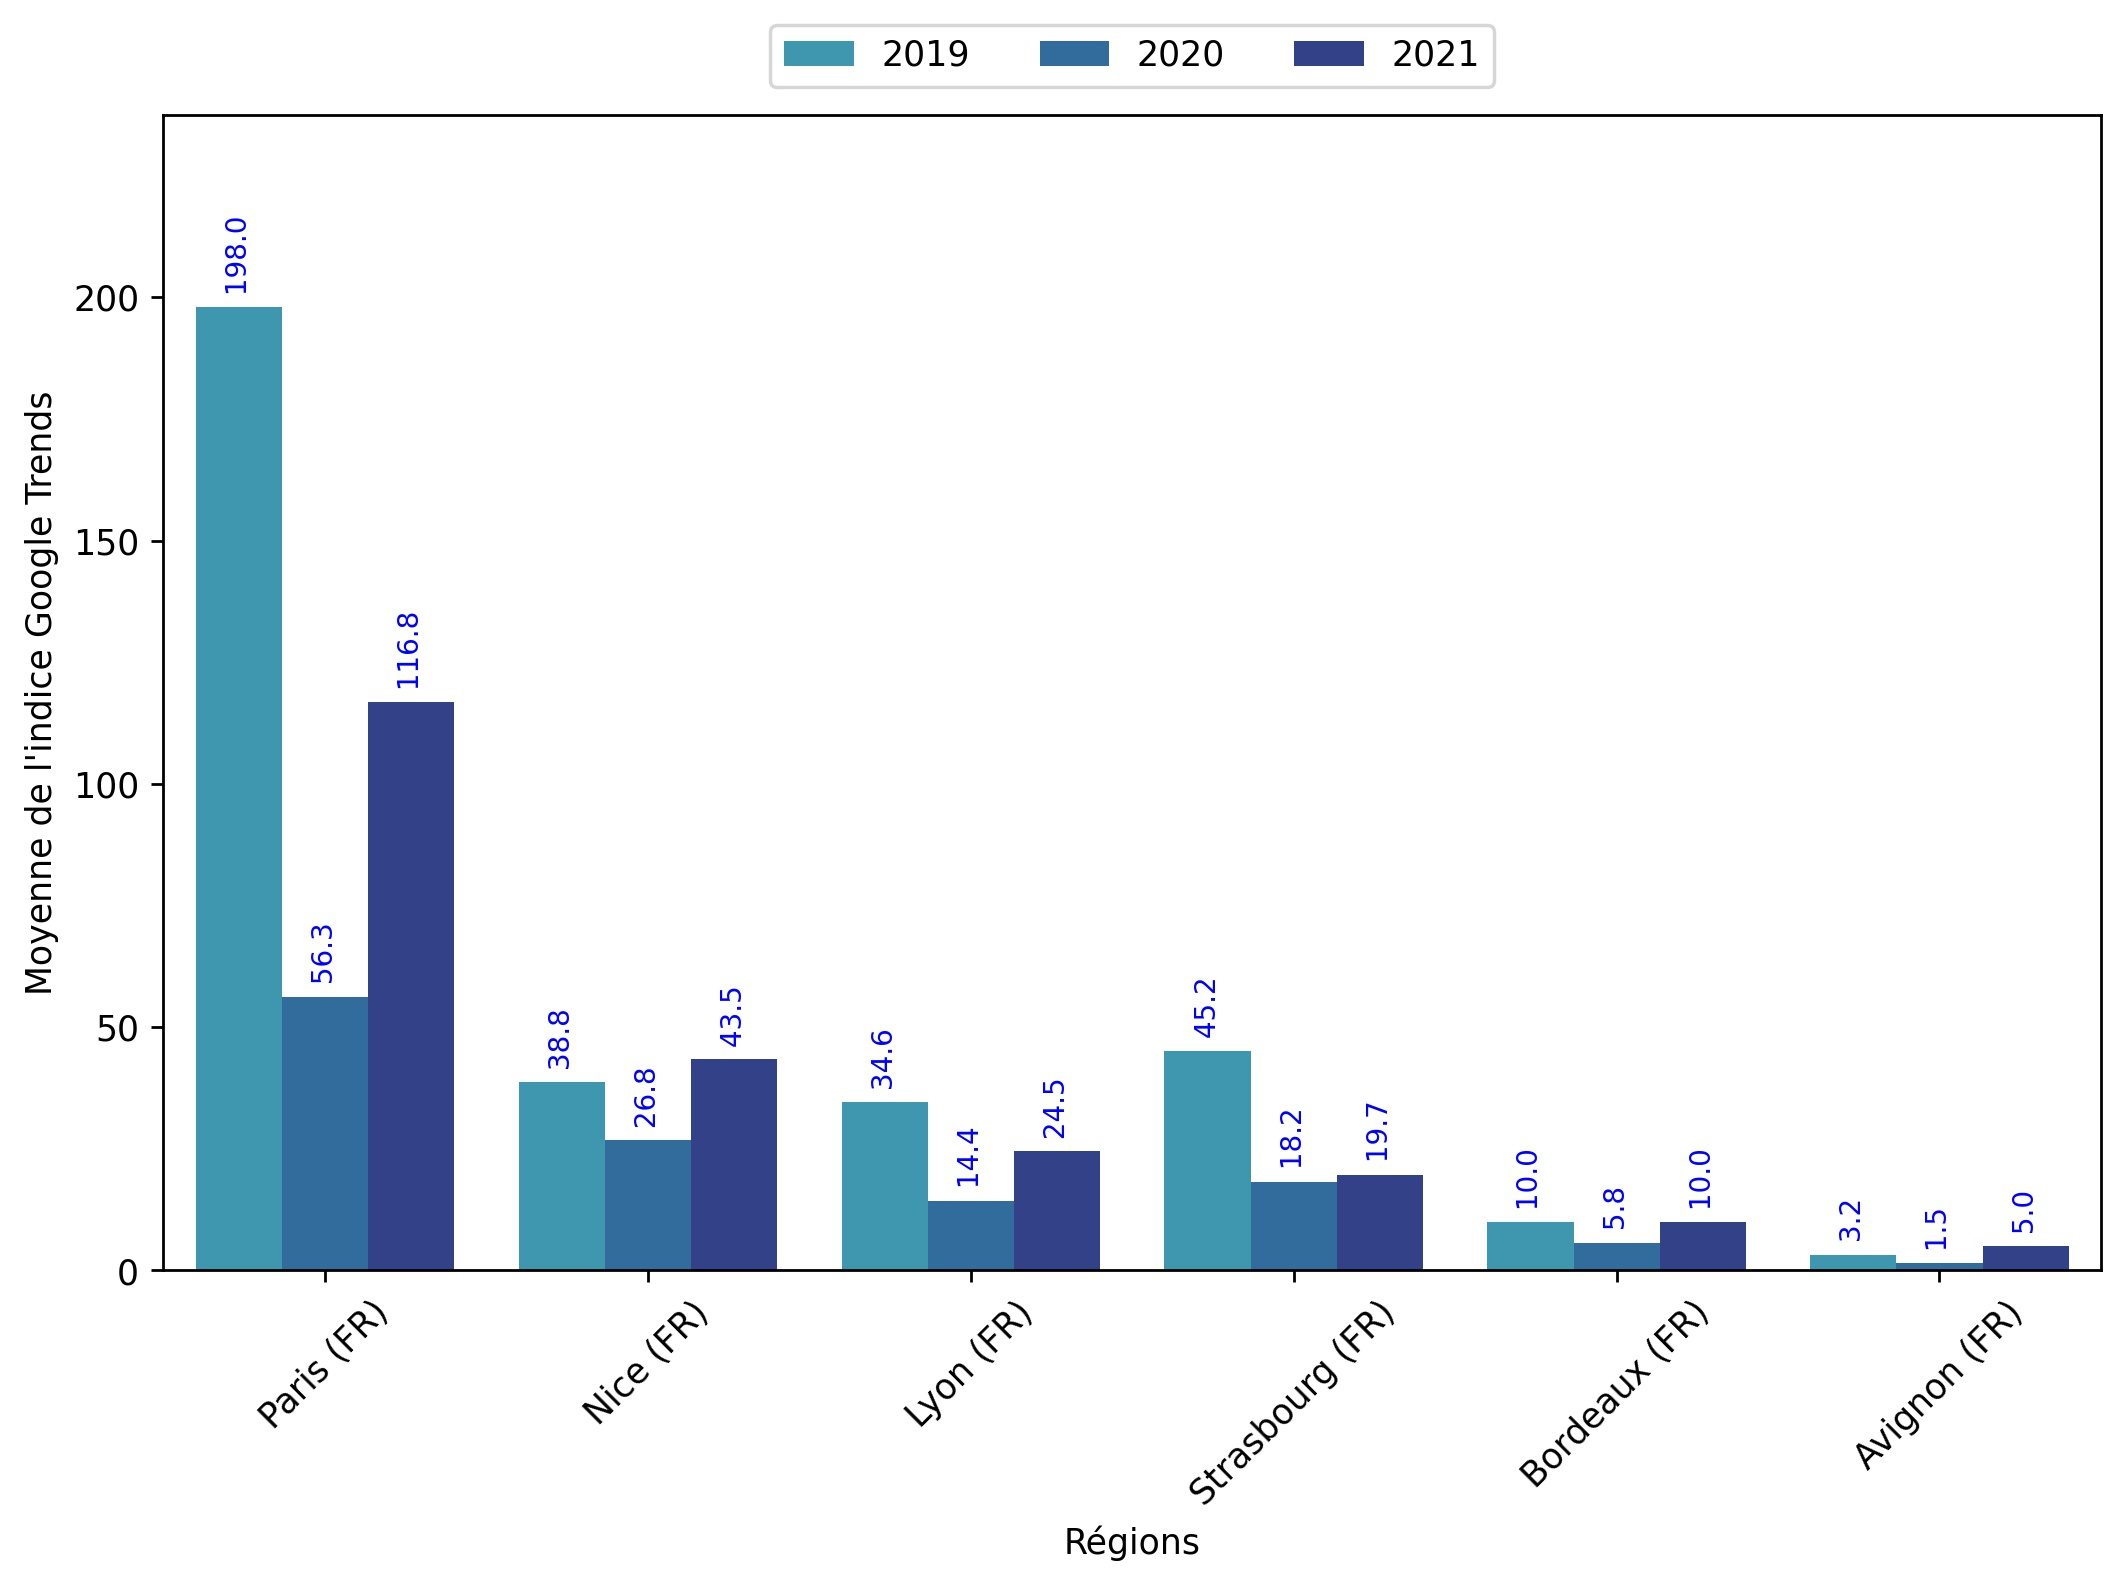 2019 2020 2021
Moyenne de l'indice Google Trends
200
150
100
50
0
198.0
56.3
116.8
38.8
26.8
43.5
34.6
14.4
24.5
45.2
18.2
19.7
10.0
5.8
10.0
3.2
1.5
5.0
Paris (FR)
Nice (FR)
Lyon (FR)
Strasbourg (FR)
Bordeaux (FR)
Avignon (FR)
Régions